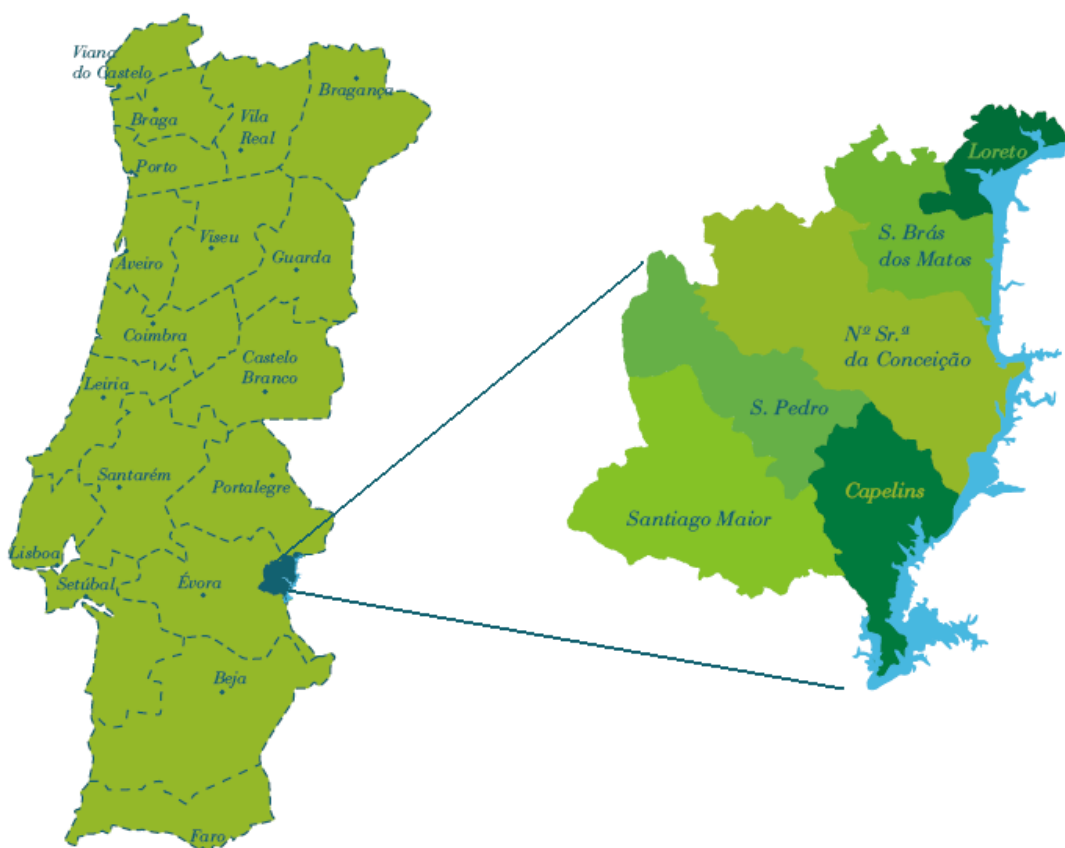 Viana
do Castelo
Bragança
Braga
Vila
Real
Porto
Viseu
Aveiro
Guarda
Coimbra
Castelo
Branco
Leiria
Santarém
Portalegre
Lisboa
Setúbal
Évora
Beja
Faro
Loreto
S. Brás
dos Matos
Nº Sr.ª
da Conceição
S. Pedro
Capelins
Santiago Maior